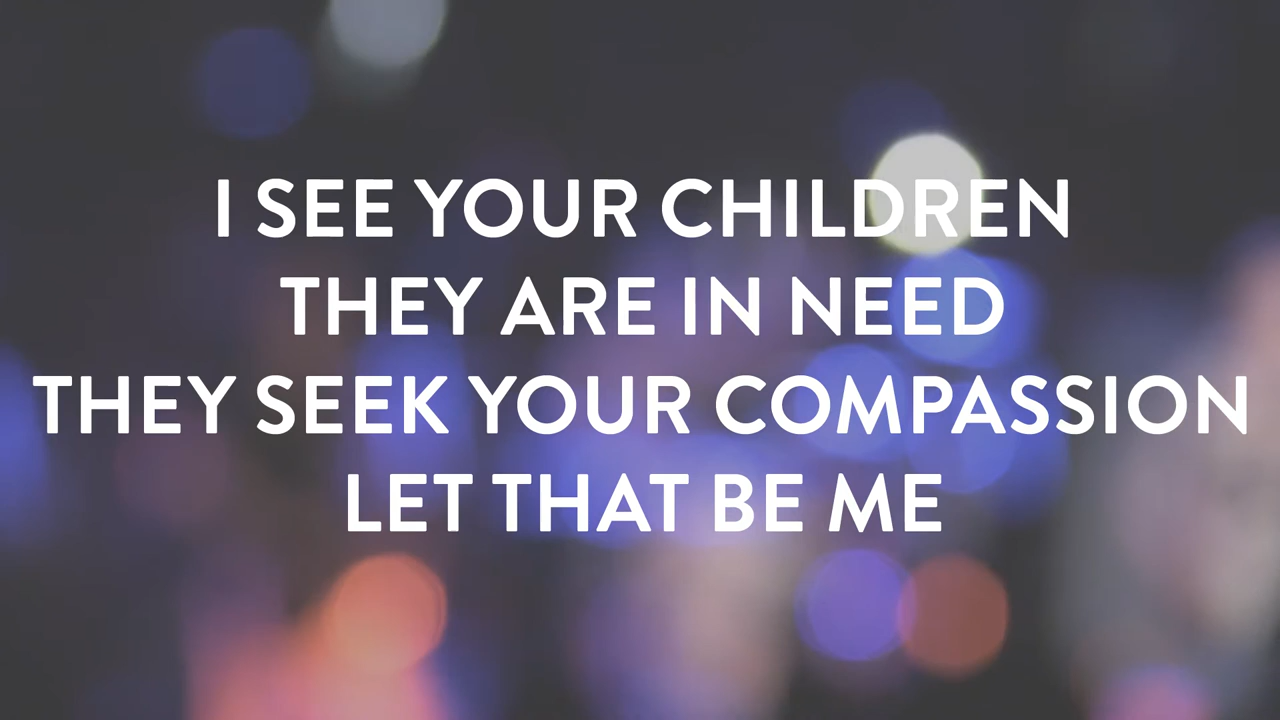 I SEE YOUR CHILDREN
THEY ARE IN NEED
THEY SEEK YOUR COMPASSION
LET THAT BE ME